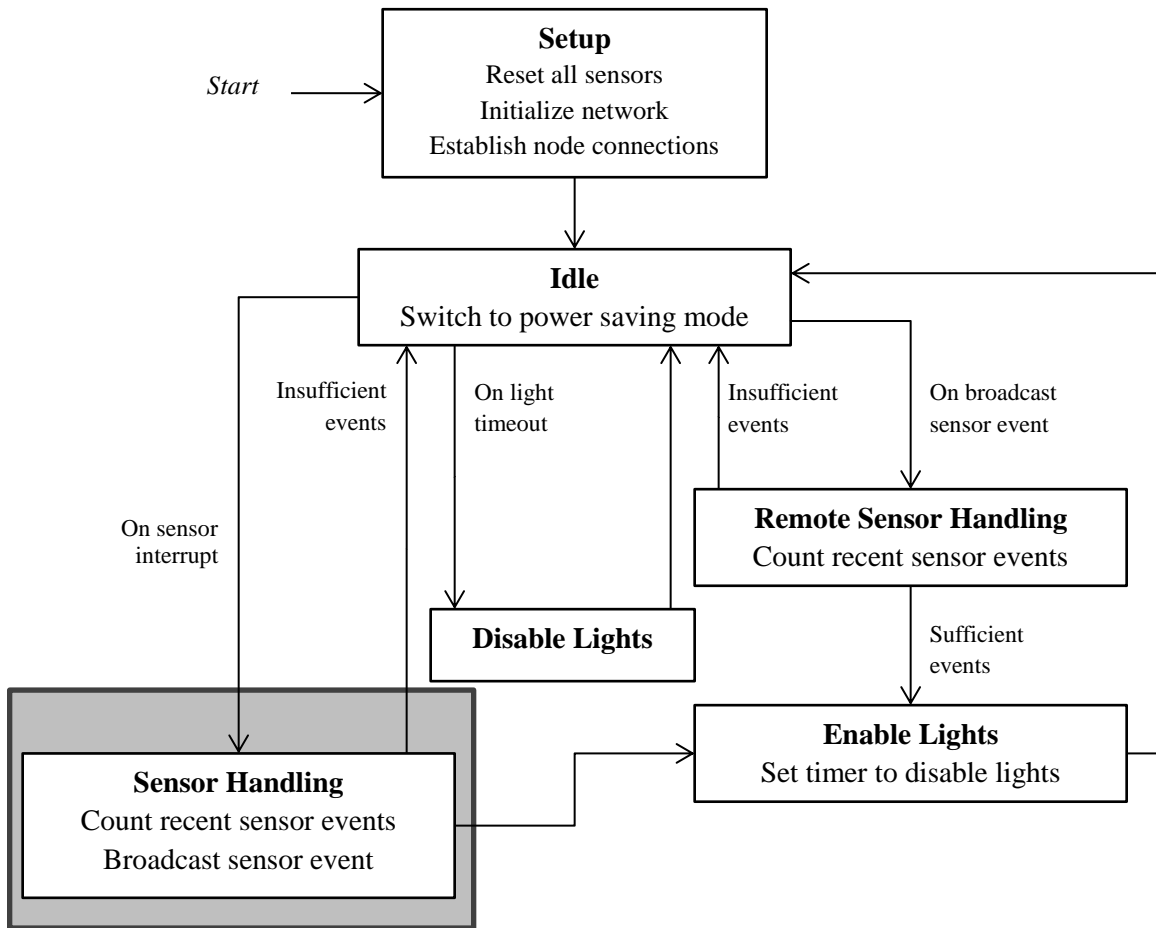 Setup
Reset all sensors
Start
Initialize network
Establish node connections
Idle
Switch to power saving mode
Insufficient
events
On light
timeout
Insufficient
events
On broadcast
sensor event
On sensor
interrupt
Remote Sensor Handling
Count recent sensor events
Disable Lights
Sufficient
events
Enable Lights
Set timer to disable lights
Sensor Handling
Count recent sensor events
Broadcast sensor event